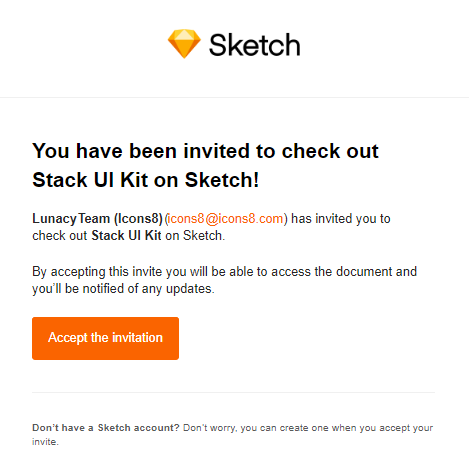 Sketch
You have been invited to check out
Stack UI Kit on Sketch!
Lunacy Team (Icons8) (icons8@icons8.com) has invited you to
check out Stack UI Kit on Sketch.
By accepting this invite you will be able to access the document and
you'll be notified of any updates.
Accept the invitation
Don't have a Sketch account? Don't worry, you can create one when you accept your
invite.